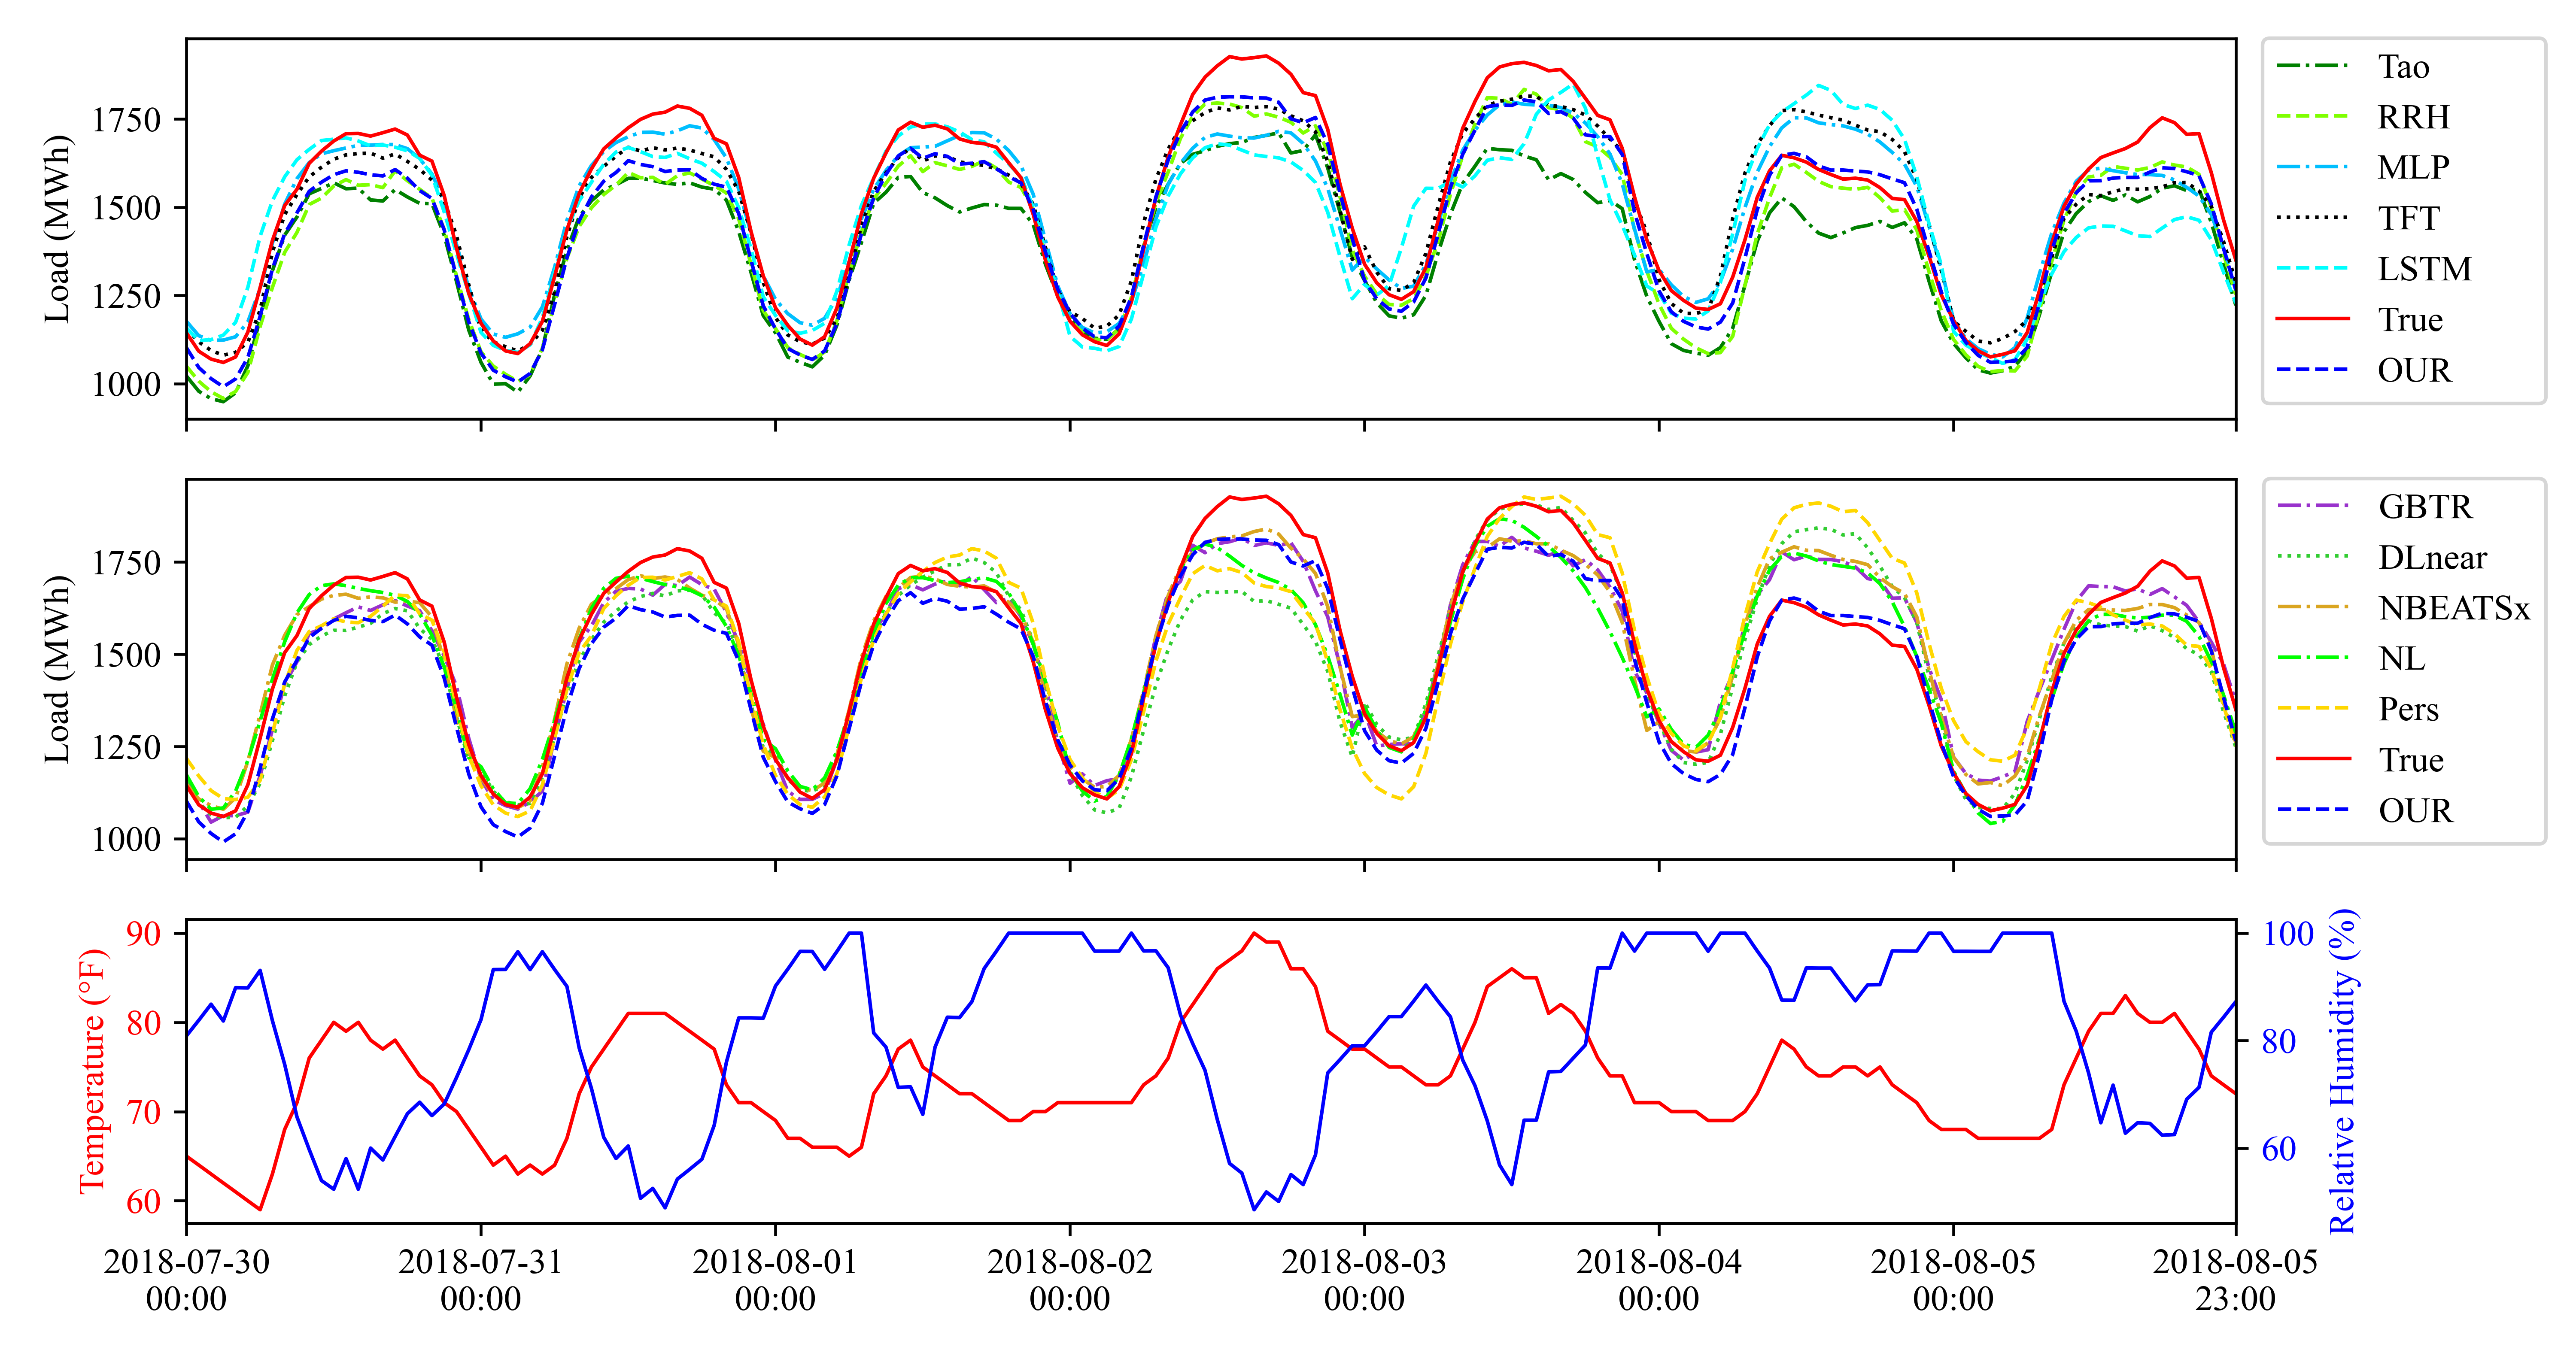 Load (MWh)
1750
1500
1250
1000
Tao
RRH
MLP
TFT
LSTM
True
OUR
Load (MWh)
1750
1500
1250
1000
GBTR
DLnear
NBEATSx
NL
Pers
True
OUR
Temperature (°F)
90
80
70
60
100
80
60
Relative Humidity (%)
2018-07-30 2018-07-31 2018-08-01 2018-08-02 2018-08-03 2018-08-04 2018-08-05 2018-08-05
00:00 00:00 00:00 00:00 00:00 00:00 00:00 23:00